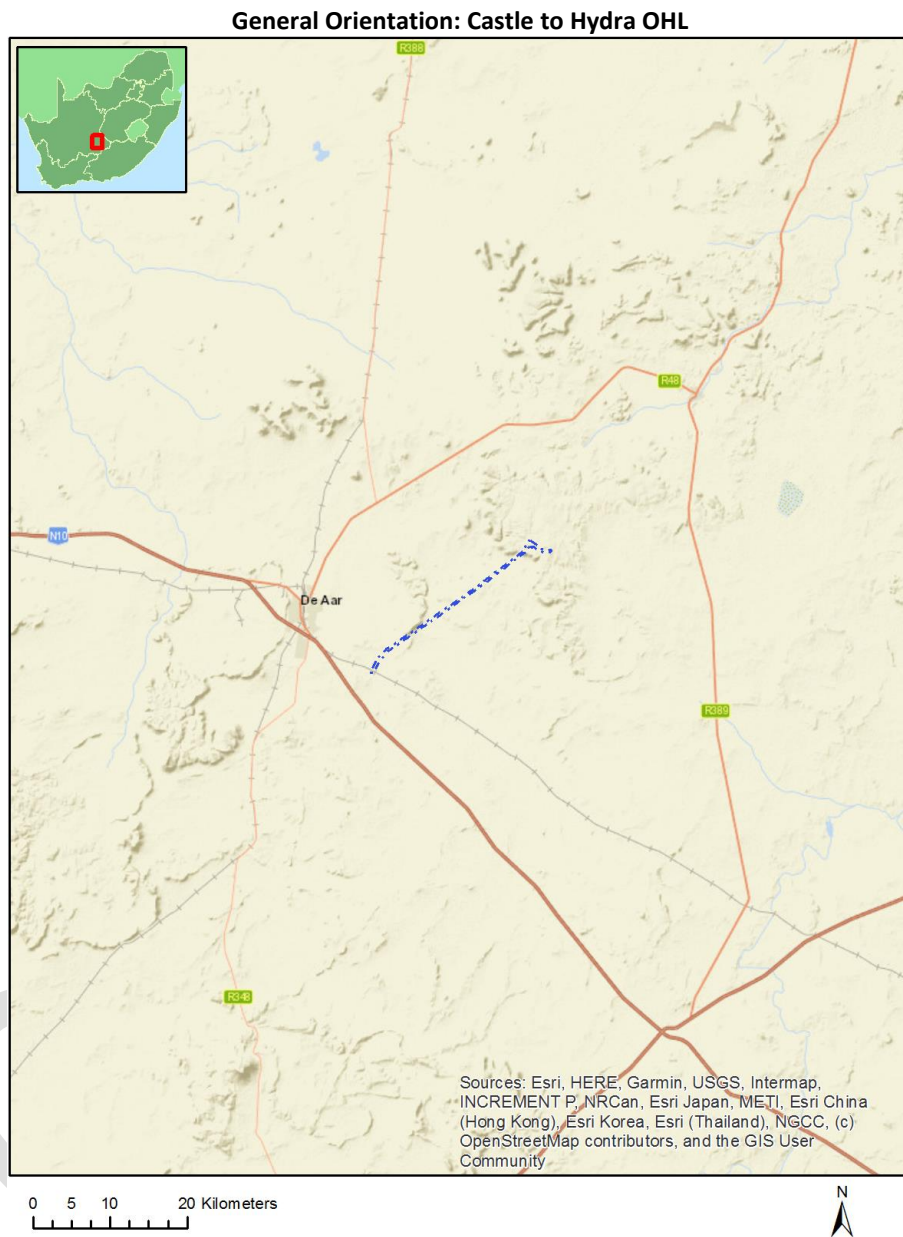 General Orientation: Castle to Hydra OHL
R388
R48
N10
De Aar
R389
R348
Sources: Esri, HERE, Garmin, USGS, Intermap,
INCREMENT P, NRCan, Esri Japan, METI, Esri China
(Hong Kong), Esri Korea, Esri (Thailand), NGCC, (c)
OpenStreetMap contributors, and the GIS User
Community
0 5 10 20 Kilometers
N